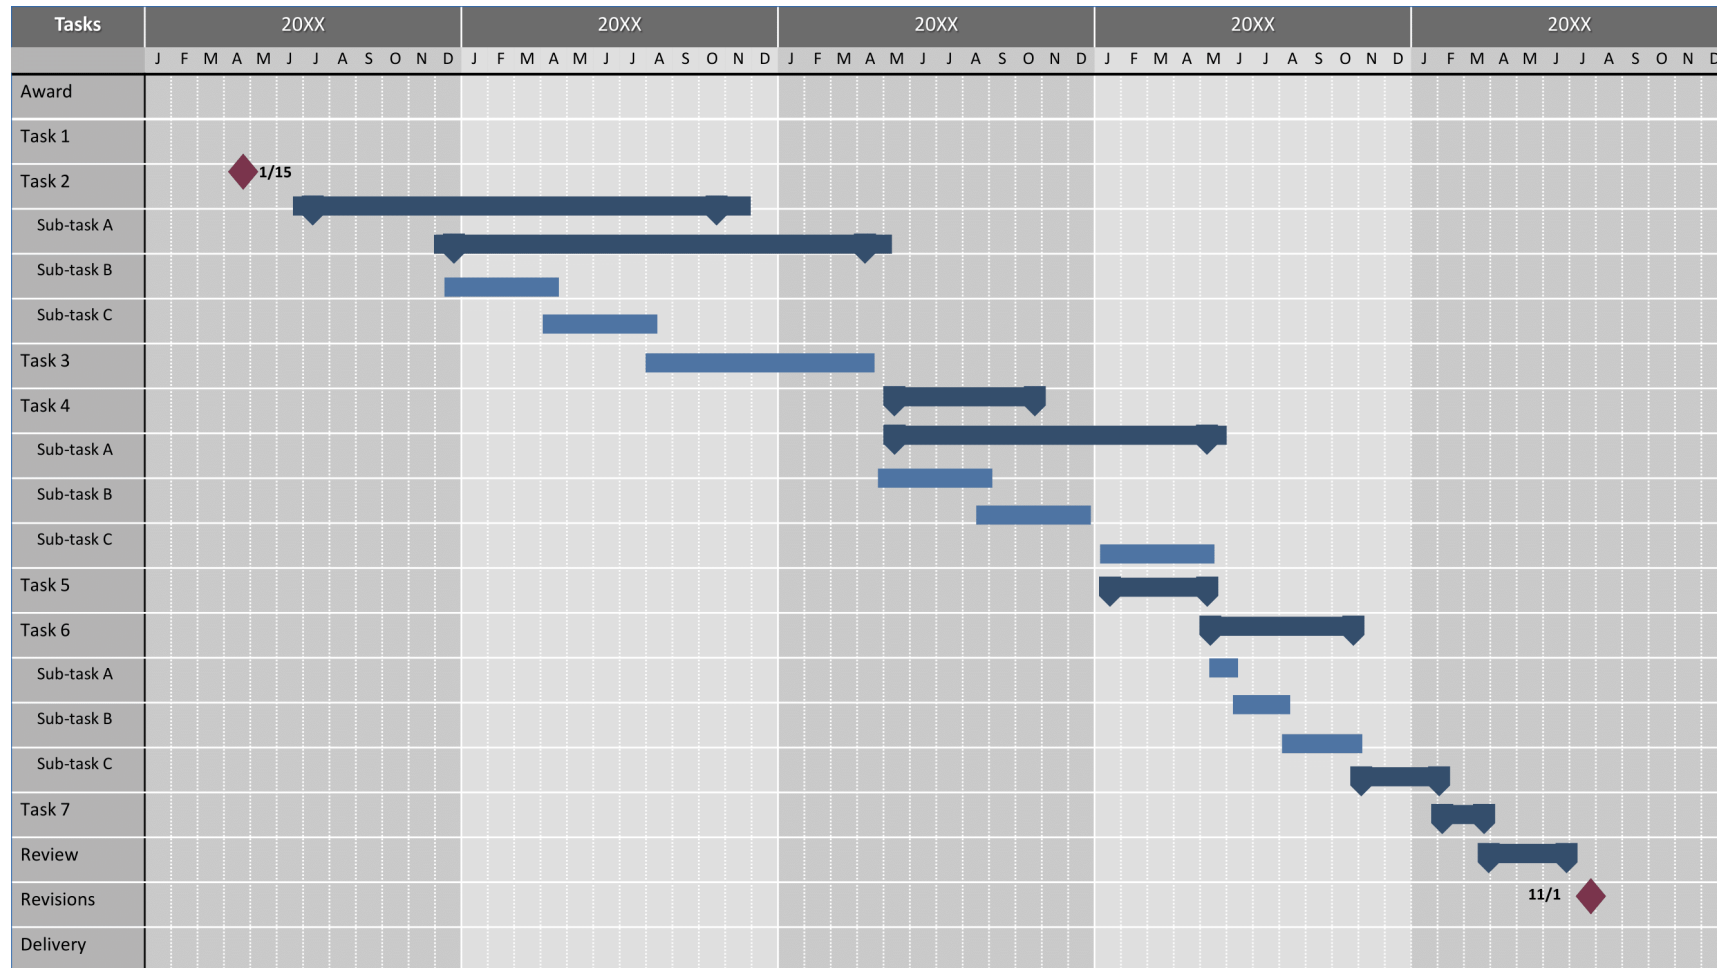 Tasks 20XX 20XX 20XX 20XX 20XX
J F M A M J J A S O N D J F M A M J J A S O N D J F M A M J J A S O N D J F M A M J J A S O N D J F M A M J J A S O N D
Award
Task 1
1/15
Task 2
Sub-task A
Sub-task B
Sub-task C
Task 3
Task 4
Sub-task A
Sub-task B
Sub-task C
Task 5
Task 6
Sub-task A
Sub-task B
Sub-task C
Task 7
Review
11/1
Revisions
Delivery